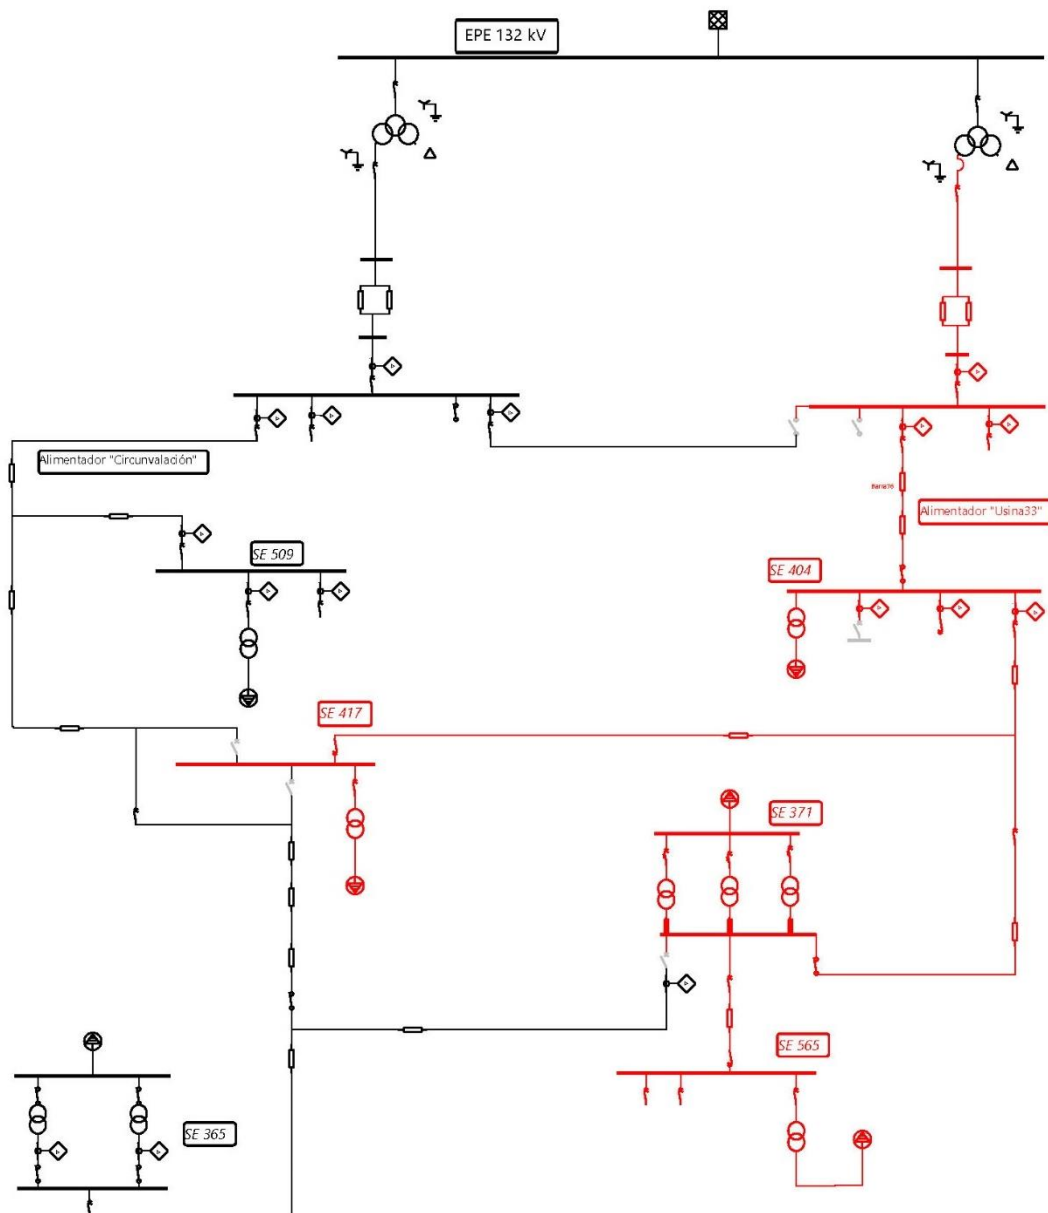 EPE 132 kV
Alimentador "Circunvalación"
Alimentador "Usina33"
SE 509
SE 404
SE 417
SE 371
SE 565
SE 365